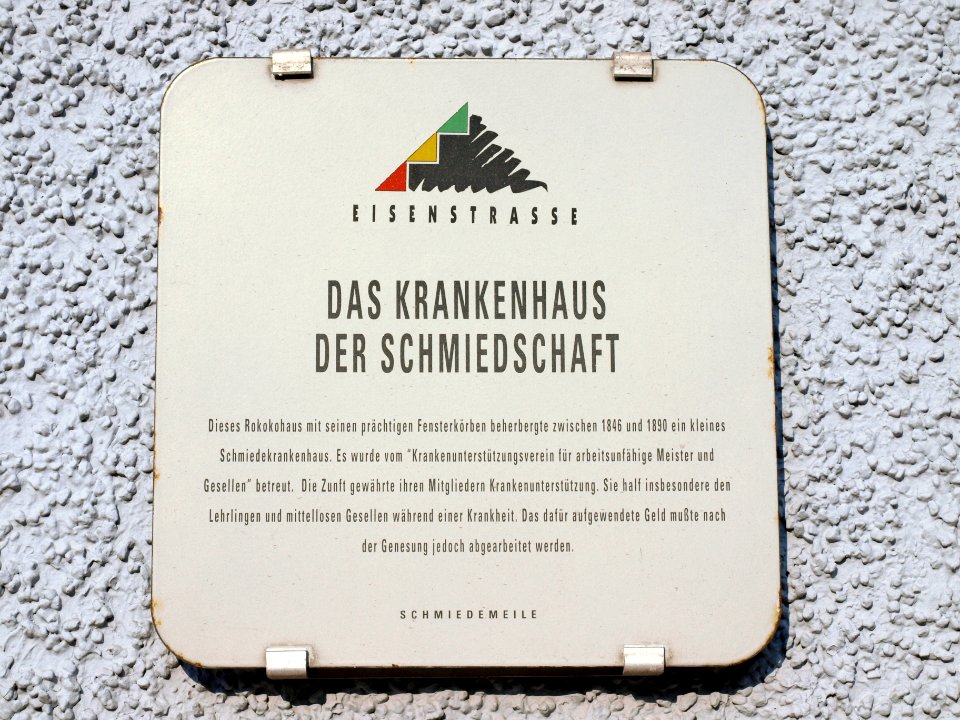 EISENSTRASSE
DAS KRANKENHAUS
DER SCHMIEDSCHAFT
Dieses Rokokohaus mit seinen prächtigen Fensterkörben beherbergte zwischen 1846 und 1890 ein kleines
Schmiedekrankenhaus. Es wurde vom "Krankenunterstützungsverein für arbeitsunfähige Meister und
Gesellen" betreut. Die Zunft gewährte ihren Mitgliedern Krankenunterstützung. Sie half insbesondere den
Lehrlingen und mittellosen Gesellen während einer Krankheit. Das dafür aufgewendete Geld mußte nach
der Genesung jedoch abgearbeitet werden.
SCHMIEDEMEILE